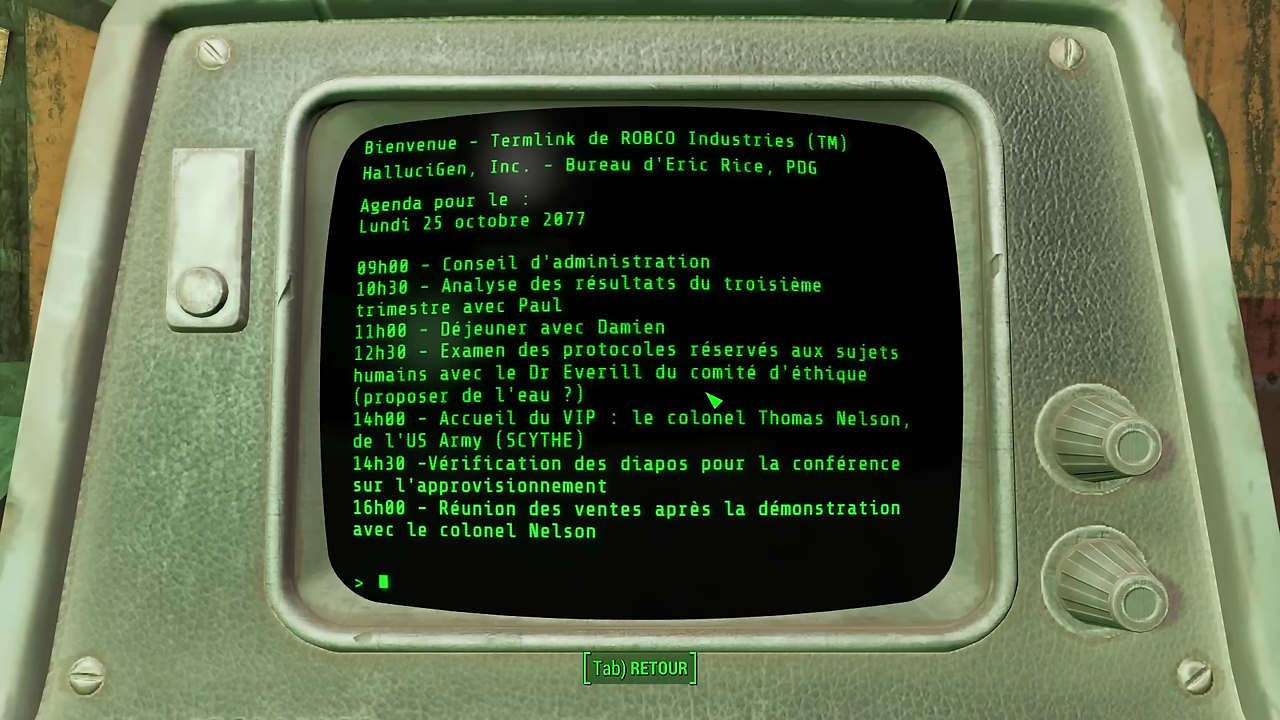 Bienvenue - Termlink de ROBCO Industries (TM)
HalluciGen, Inc. - Bureau d'Eric Rice, PDG
Agenda pour le :
Lundi 25 octobre 2077
09h00 - Conseil d'administration
10h30 - Analyse des résultats du troisième
trimestre avec Paul
11h00 - Déjeuner avec Damien
12h30 - Examen des protocoles réservés aux sujets
humains avec le Dr Everill du comité d'éthique
(proposer de l'eau ?)
14h00 - Accueil du VIP : le colonel Thomas Nelson,
de l'US Army (SCYTHE)
14h30 -Vérification des diapos pour la conférence
sur l'approvisionnement
16h00 - Réunion des ventes après la démonstration
avec le colonel Nelson
>
[Tab) RETOUR]